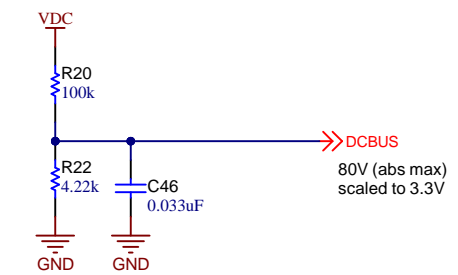 VDC
R20
100k
DCBUS
R22
4.22k
C46
0.033uF
80V (abs max)
scaled to 3.3V
GND
GND